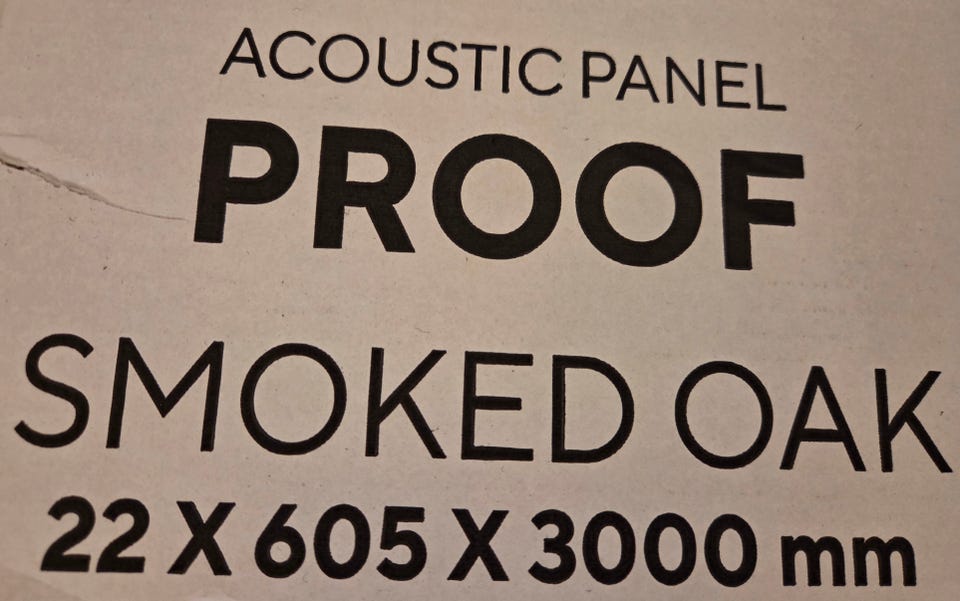 ACOUSTIC PANEL
PROOF
SMOKED OAK
22 X 605 X 3000 mm